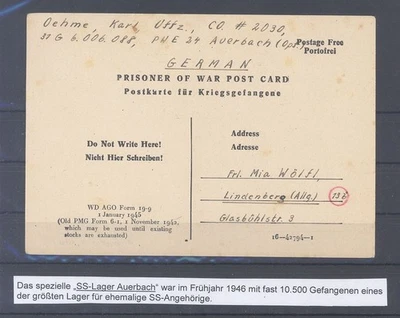 Oehme, Karl Uffz., CO. # 2030,
31 G 6.006.088, PWE 24 Auerbach (Opf.)
Postage Free
Portofrei
GERMAN
PRISONER OF WAR POST CARD
Postkarte für Kriegsgefangene
Do Not Write Here!
Nicht Hier Schreiben!
WD AGO Form 19-9
1 January 1945
(Old PMG Form 6-1, 1 November 1942,
which may be used until existing
stocks are exhausted)
Address
Adresse
Frl. Mia Wölfl,
Lindenberg (Allg.) 13b
Glasbühlstr. 3
16—42794-1
Das spezielle „SS-Lager Auerbach" war im Frühjahr 1946 mit fast 10.500 Gefangenen eines
der größten Lager für ehemalige SS-Angehörige.